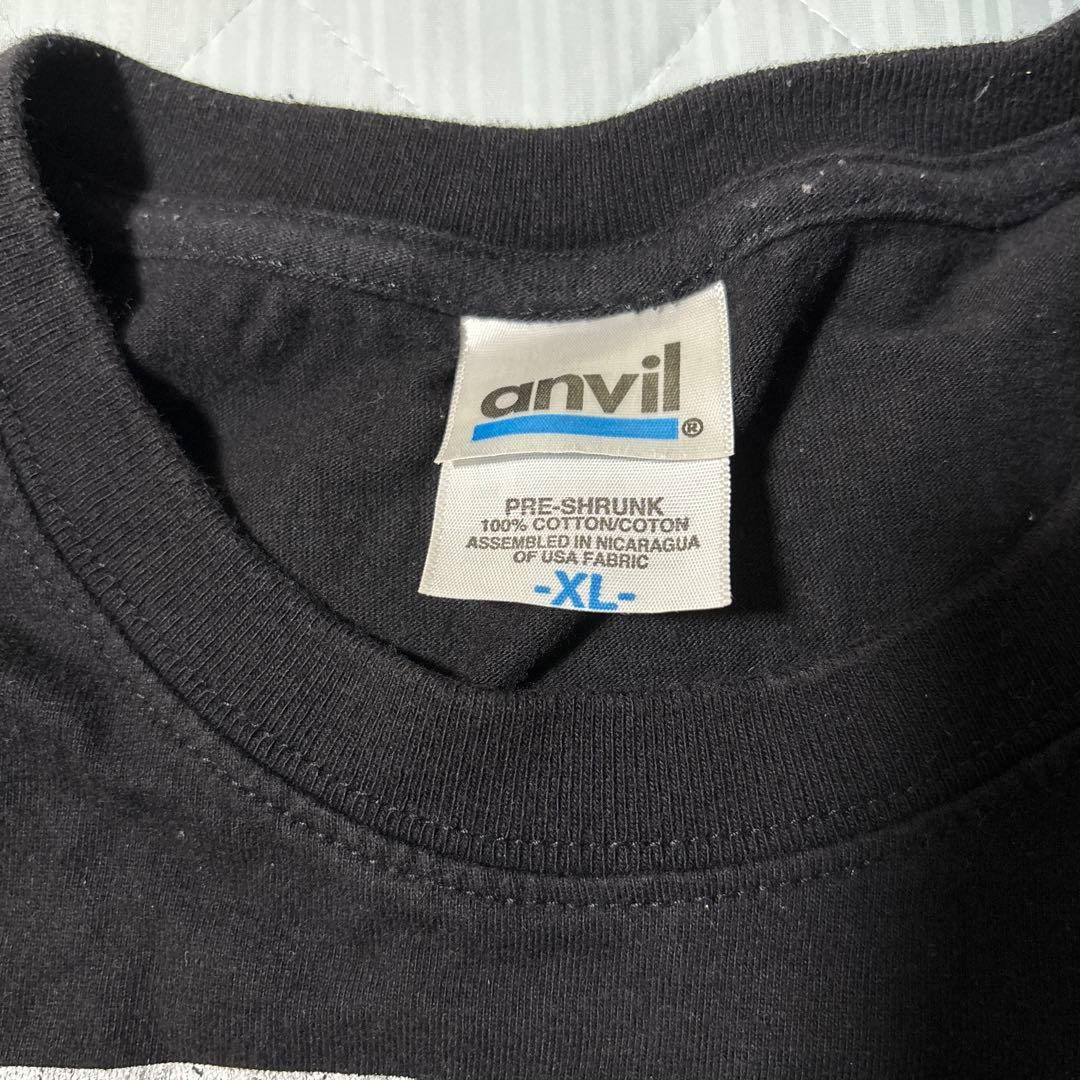 anvil®
PRE-SHRUNK
100% COTTON/COTON
ASSEMBLED IN NICARAGUA
OF USA FABRIC
-XL-